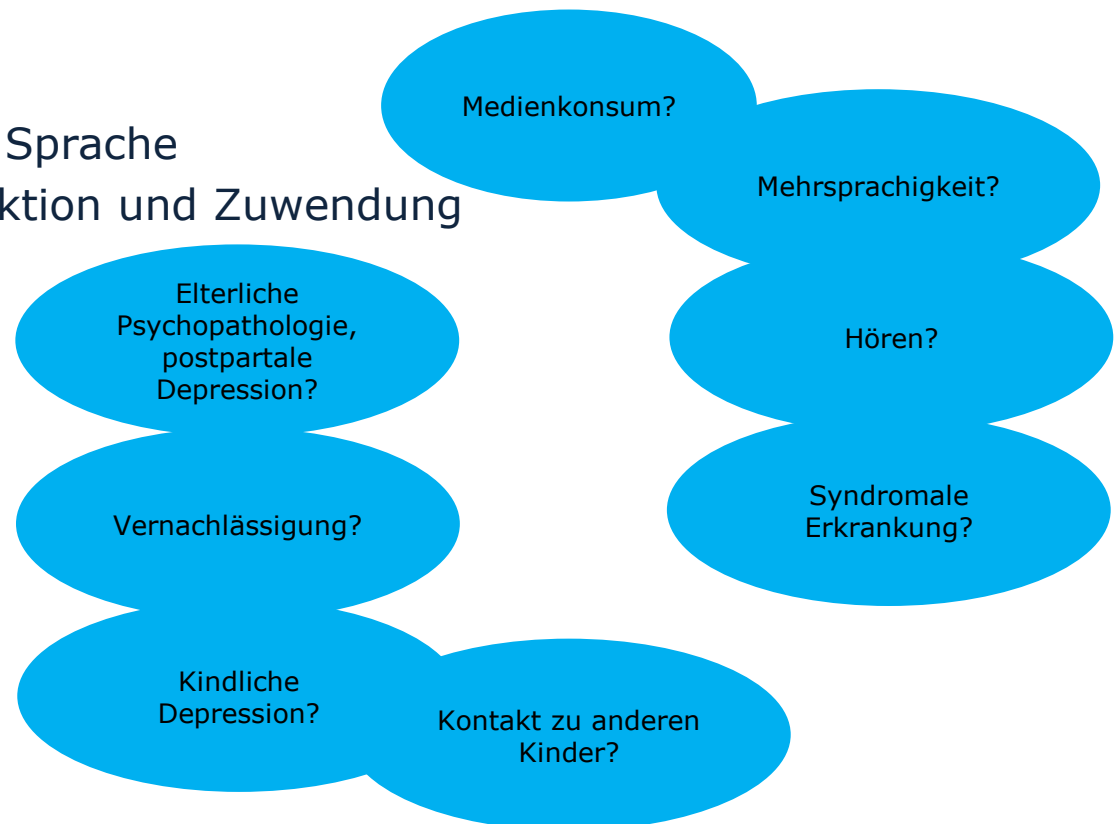 Medienkonsum?
Sprache
ktion und Zuwendung
Mehrsprachigkeit?
Elterliche
Psychopathologie,
postpartale
Depression?
Hören?
Vernachlässigung?
Syndromale
Erkrankung?
Kindliche
Depression?
Kontakt zu anderen
Kinder?